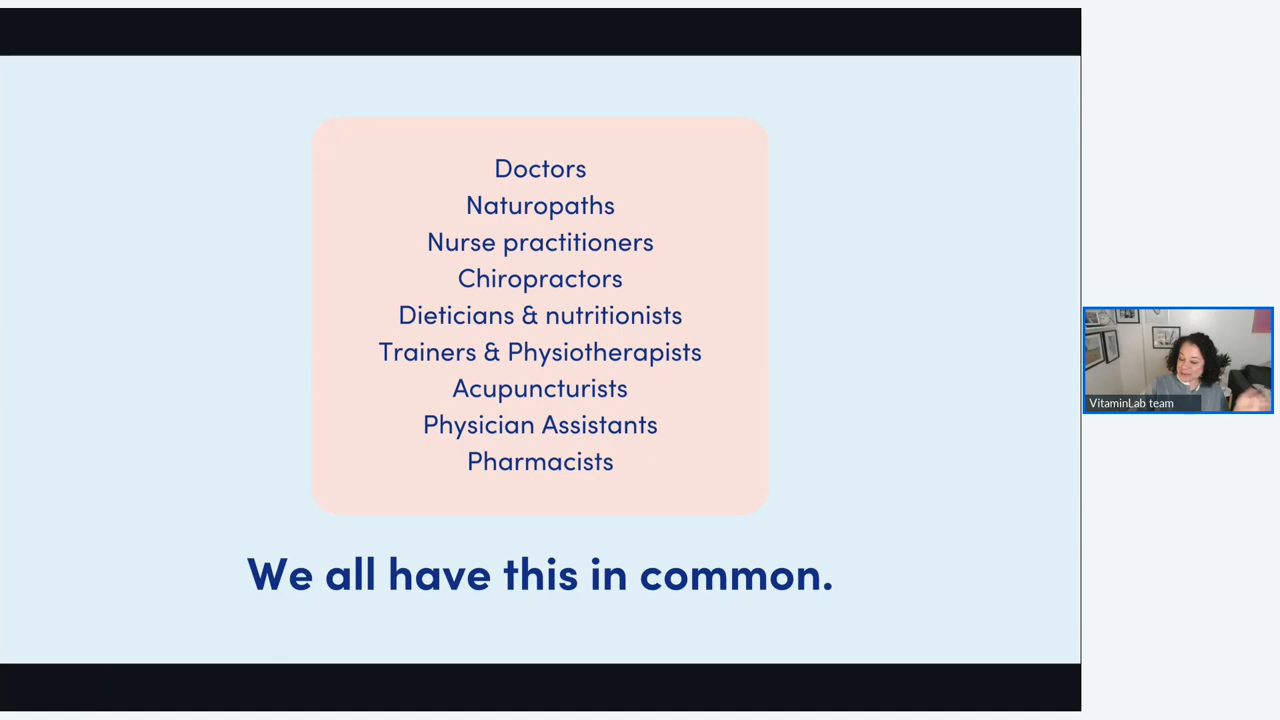 Doctors
Naturopaths
Nurse practitioners
Chiropractors
Dieticians & nutritionists
Trainers & Physiotherapists
Acupuncturists
Physician Assistants
Pharmacists
We all have this in common.
VitaminLab team